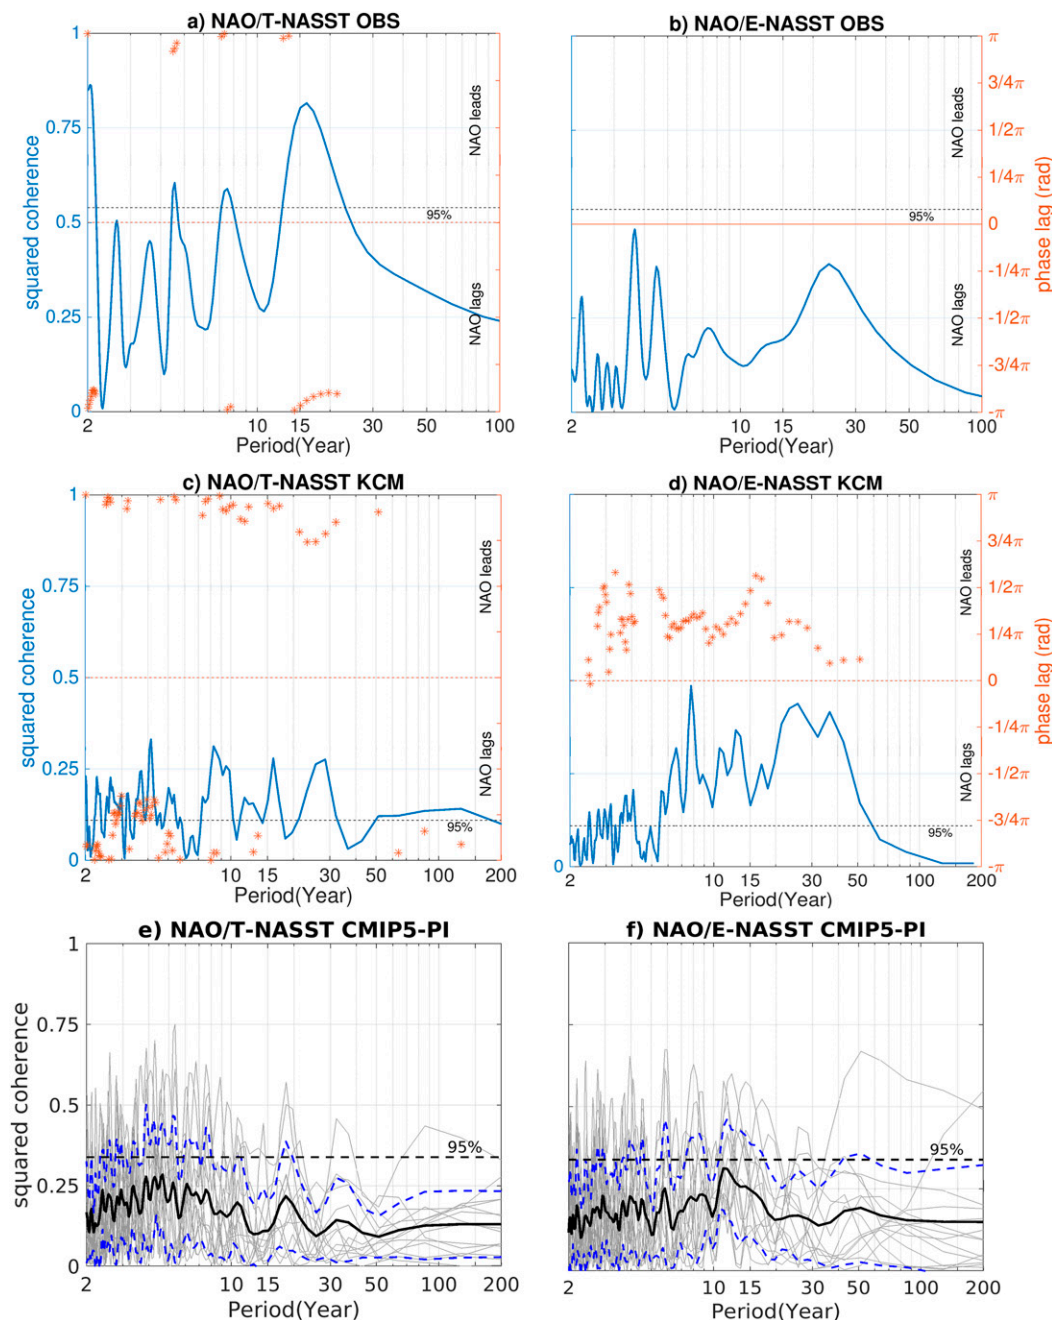 a) NAO/T-NASST OBS
1
0.75
0.5
0.25
0
squared coherence
NAO leads
95%
NAO lags
2
10
15
30
50
100
Period(Year)
b) NAO/E-NASST OBS
π
3/4π
1/2π
1/4π
0
-1/4π
-1/2π
-3/4π
-π
phase lag (rad)
NAO leads
95%
NAO lags
2
10
15
30
50
100
Period(Year)
c) NAO/T-NASST KCM
1
0.75
0.5
0.25
0
squared coherence
NAO leads
NAO lags
95%
2
10
15
30
50
100
200
Period(Year)
d) NAO/E-NASST KCM
π
3/4π
1/2π
1/4π
0
-1/4π
-1/2π
-3/4π
-π
phase lag (rad)
NAO leads
NAO lags
95%
0
2
10
15
30
50
100
200
Period(Year)
e) NAO/T-NASST CMIP5-PI
1
0.75
0.5
0.25
0
squared coherence
95%
2
10
15
30
50
100
200
Period(Year)
f) NAO/E-NASST CMIP5-PI
95%
2
10
15
30
50
100
200
Period(Year)